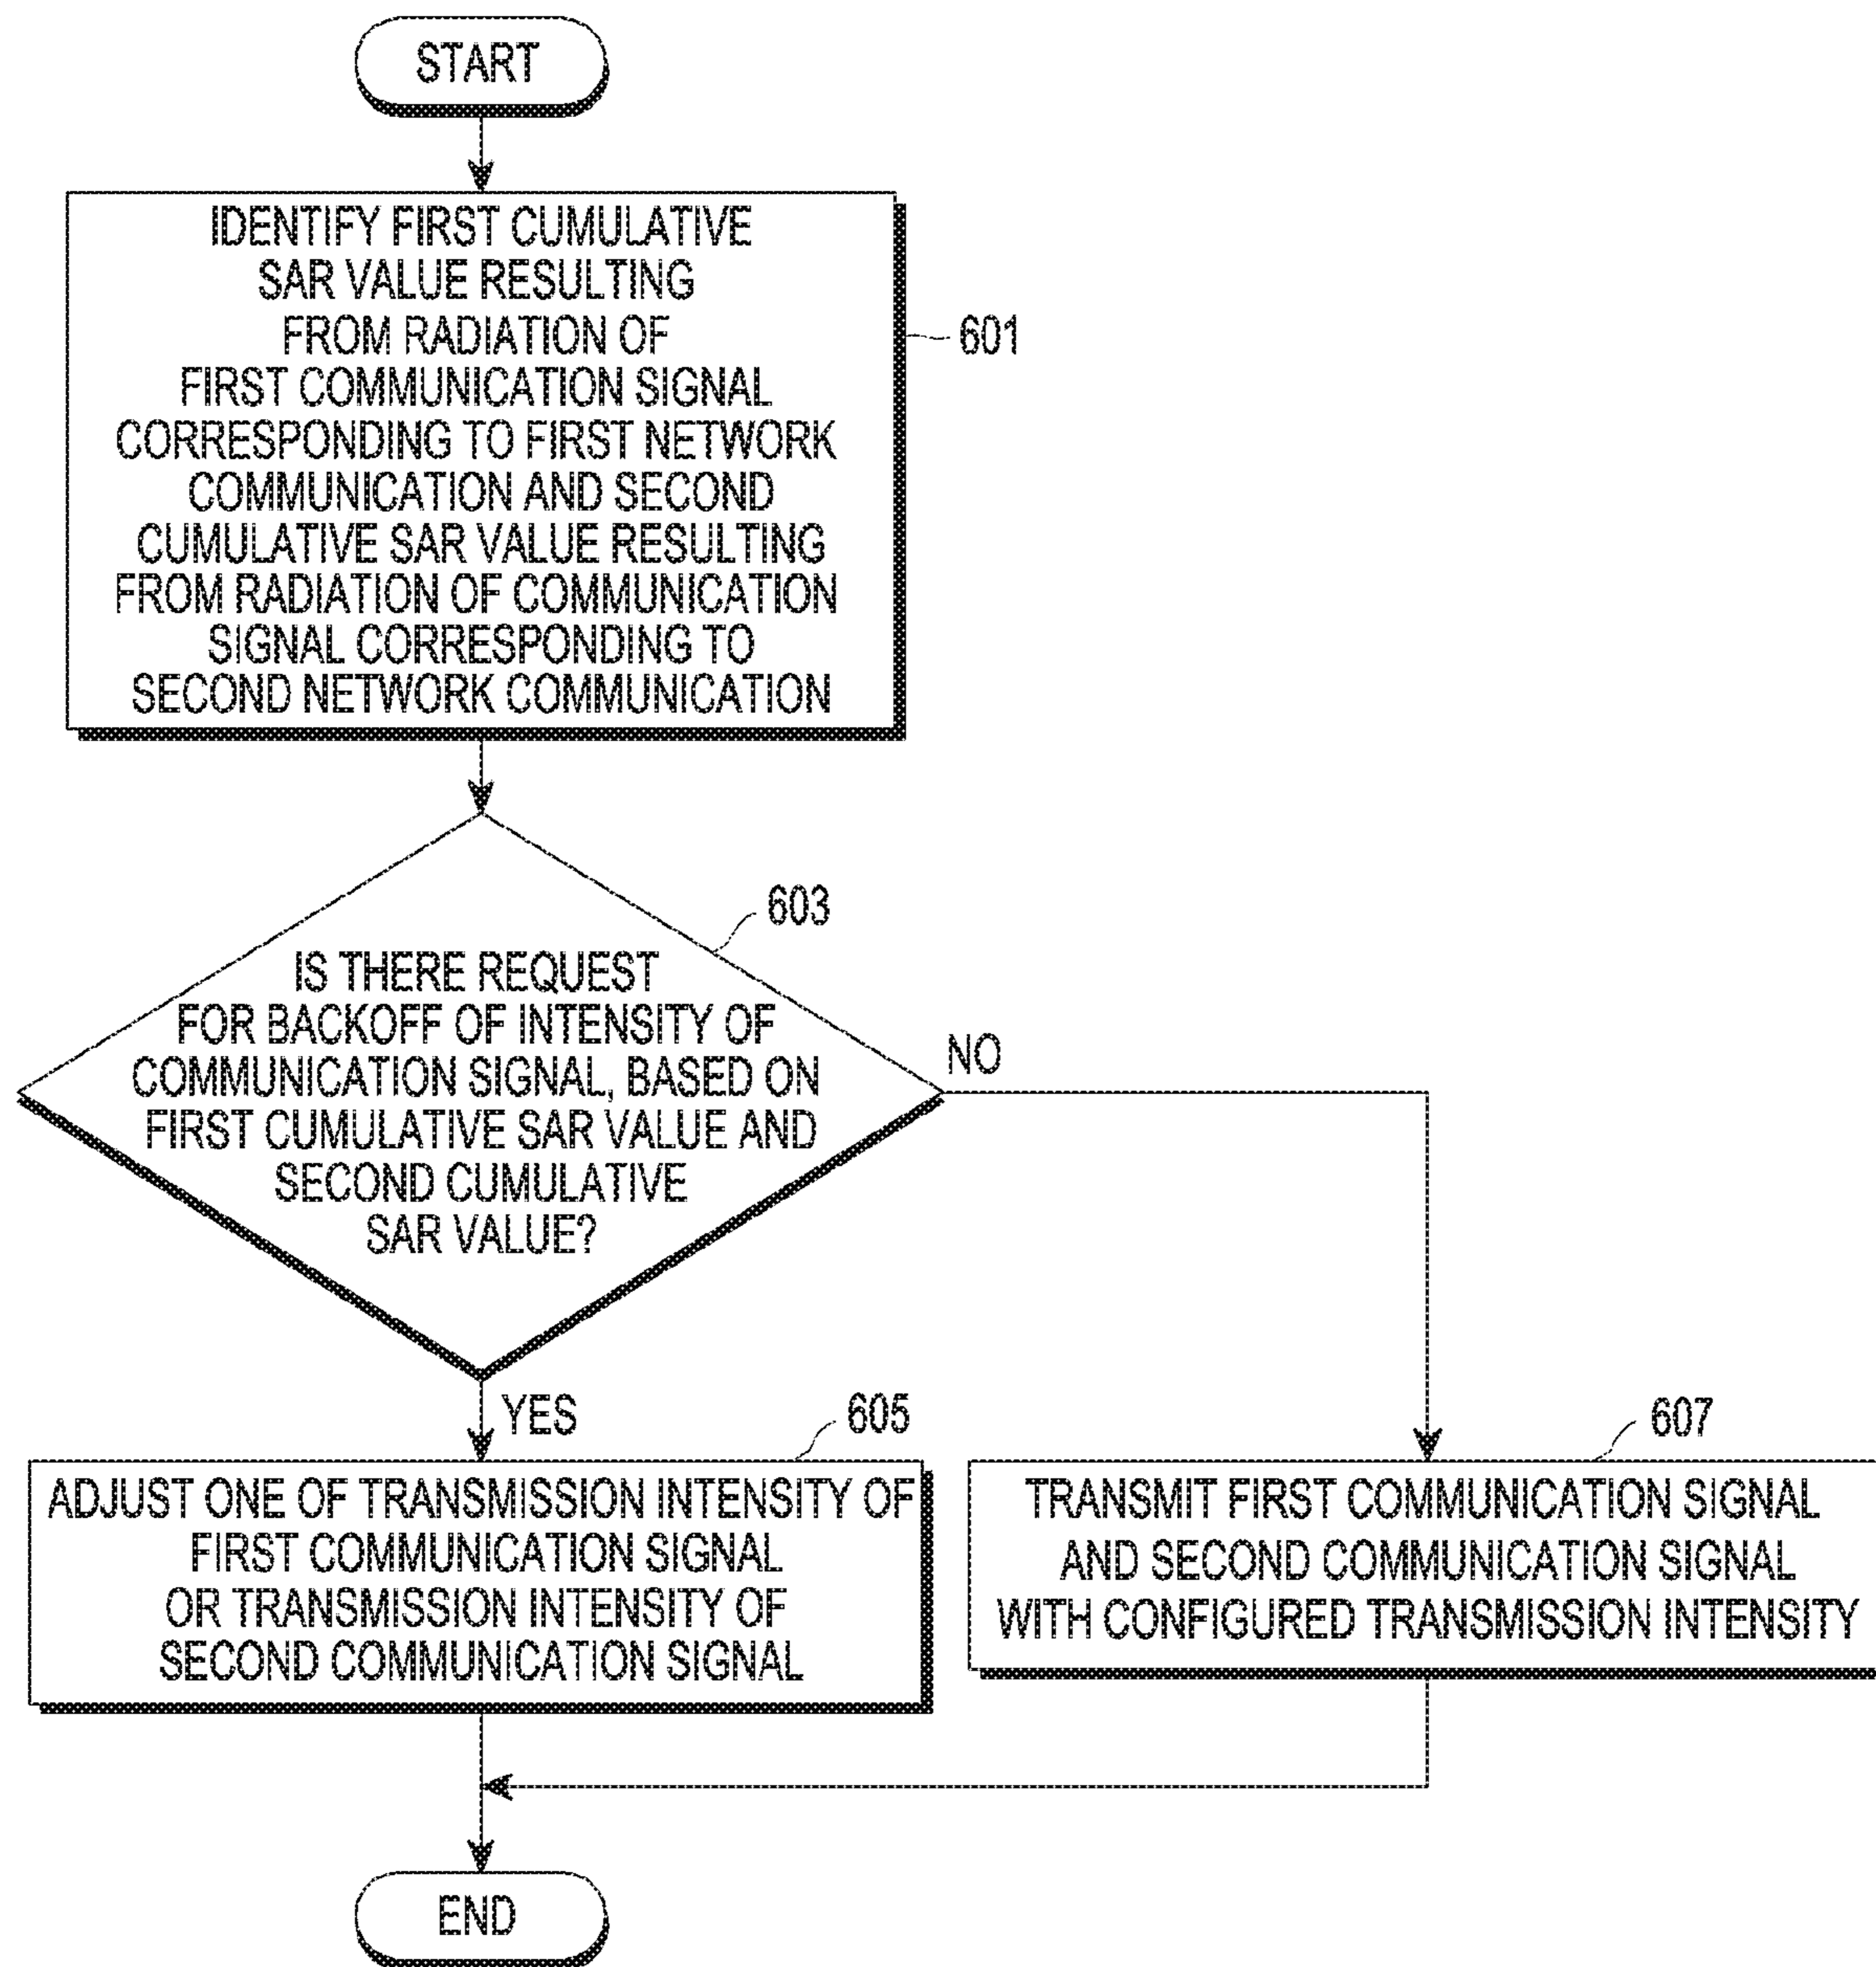 START
IDENTIFY FIRST CUMULATIVE
SAR VALUE RESULTING
FROM RADIATION OF
FIRST COMMUNICATION SIGNAL
CORRESPONDING TO FIRST NETWORK
COMMUNICATION AND SECOND
CUMULATIVE SAR VALUE RESULTING
FROM RADIATION OF COMMUNICATION
SIGNAL CORRESPONDING TO
SECOND NETWORK COMMUNICATION
601
603
IS THERE REQUEST
FOR BACKOFF OF INTENSITY OF
COMMUNICATION SIGNAL, BASED ON
FIRST CUMULATIVE SAR VALUE AND
SECOND CUMULATIVE
SAR VALUE?
NO
YES
605
ADJUST ONE OF TRANSMISSION INTENSITY OF
FIRST COMMUNICATION SIGNAL
OR TRANSMISSION INTENSITY OF
SECOND COMMUNICATION SIGNAL
607
TRANSMIT FIRST COMMUNICATION SIGNAL
AND SECOND COMMUNICATION SIGNAL
WITH CONFIGURED TRANSMISSION INTENSITY
END